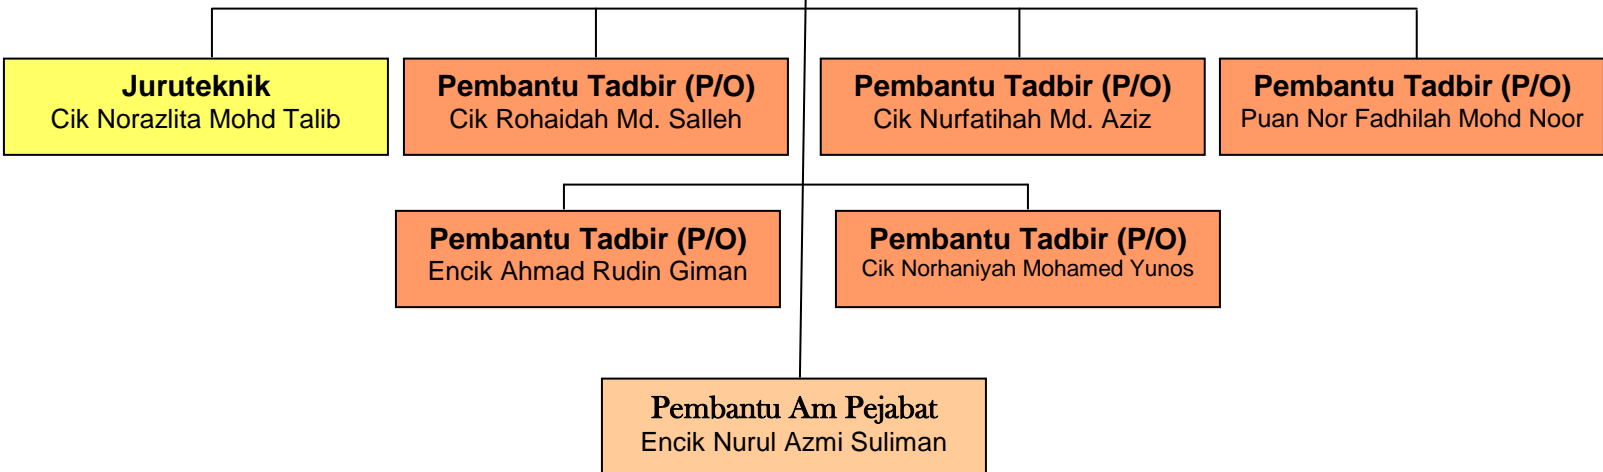 Juruteknik
Cik Norazlita Mohd Talib
Pembantu Tadbir (P/O)
Cik Rohaidah Md. Salleh
Pembantu Tadbir (P/O)
Cik Nurfatihah Md. Aziz
Pembantu Tadbir (P/O)
Puan Nor Fadhilah Mohd Noor
Pembantu Tadbir (P/O)
Encik Ahmad Rudin Giman
Pembantu Tadbir (P/O)
Cik Norhaniyah Mohamed Yunos
Pembantu Am Pejabat
Encik Nurul Azmi Suliman